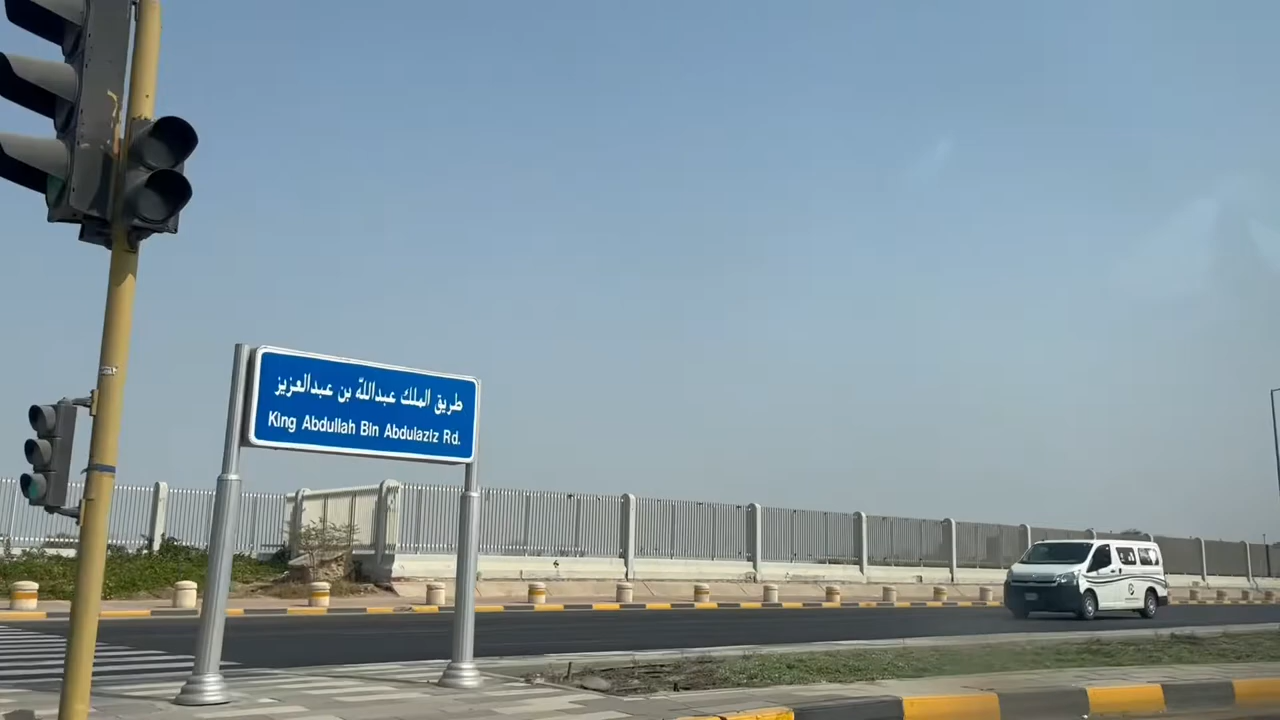 طريق الملك عبدالله بن عبدالعزيز
King Abdullah Bin Abdulaziz Rd.